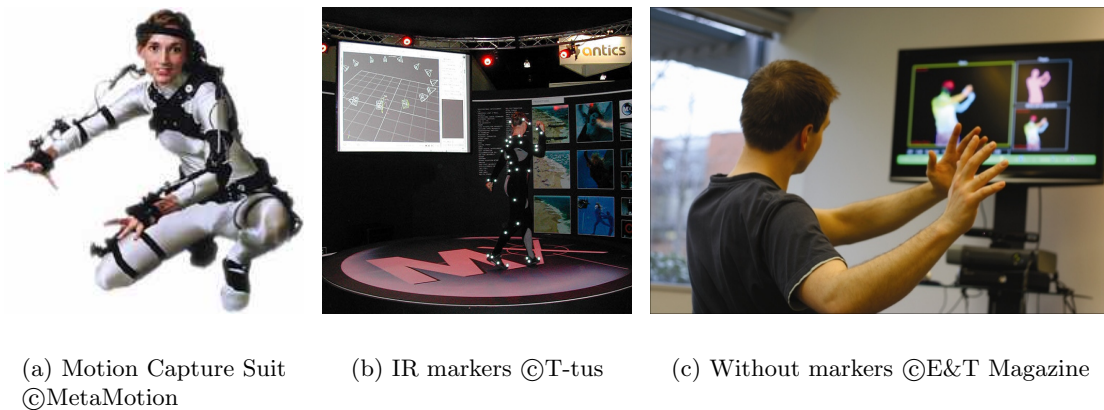 antics
(a) Motion Capture Suit
©MetaMotion
(b) IR markers ©T-tus
(c) Without markers ©E&T Magazine